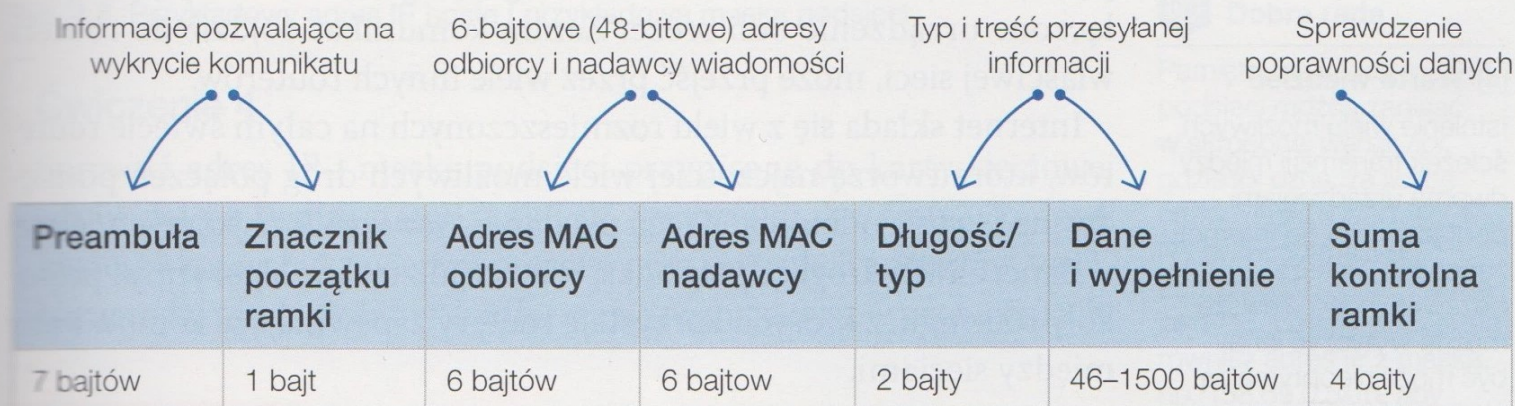 Informacje pozwalające na
wykrycie komunikatu
6-bajtowe (48-bitowe) adresy
odbiorcy i nadawcy wiadomości
Typ i treść przesyłanej
informacji
Sprawdzenie
poprawności danych
Preambuła
Znacznik
początku
ramki
Adres MAC
odbiorcy
Adres MAC
nadawcy
Długość/
typ
Dane
i wypełnienie
Suma
kontrolna
ramki
7 bajtów
1 bajt
6 bajtów
6 bajtow
2 bajty
46–1500 bajtów
4 bajty